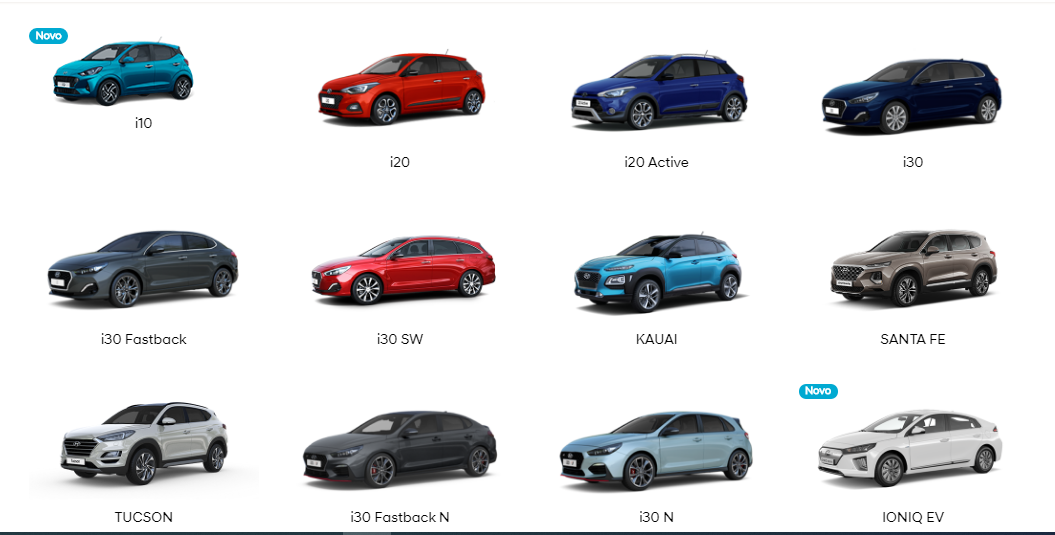 Novo
i10
i20
i20 Active
i30
i30 Fastback
i30 SW
KAUAI
SANTA FE
Novo
TUCSON
i30 Fastback N
i30 N
IONIQ EV